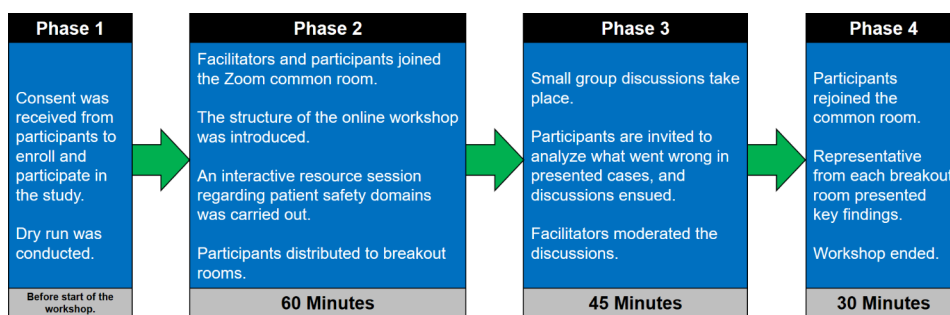 Phase 1
Consent was
received from
participants to
enroll and
participate in
the study.
Dry run was
conducted.
Before start of the
workshop.
Phase 2
Facilitators and participants joined
the Zoom common room.
The structure of the online workshop
was introduced.
An interactive resource session
regarding patient safety domains
was carried out.
Participants distributed to breakout
rooms.
60 Minutes
Phase 3
Small group discussions take
place.
Participants are invited to
analyze what went wrong in
presented cases, and
discussions ensued.
Facilitators moderated the
discussions.
45 Minutes
Phase 4
Participants
rejoined the
common room.
Representative
from each breakout
room presented
key findings.
Workshop ended.
30 Minutes